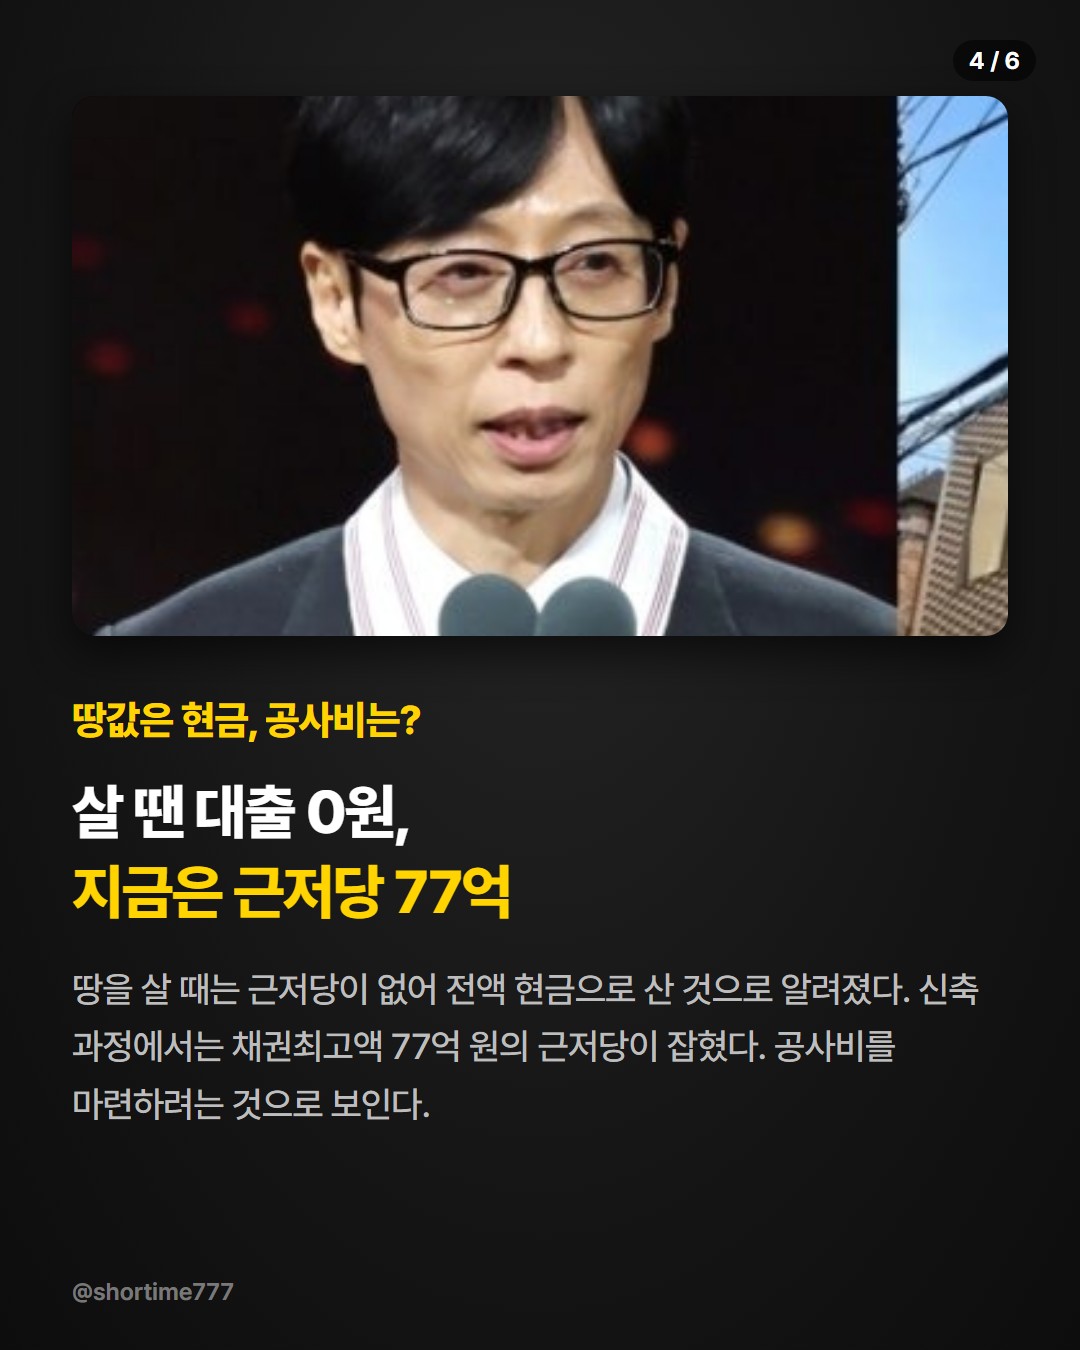 4 / 6
땅값은 현금, 공사비는?
살 땐 대출 0원,
지금은 근저당 77억
땅을 살 때는 근저당이 없어 전액 현금으로 산 것으로 알려졌다. 신축
과정에서는 채권최고액 77억 원의 근저당이 잡혔다. 공사비를
마련하려는 것으로 보인다.
@shortime777